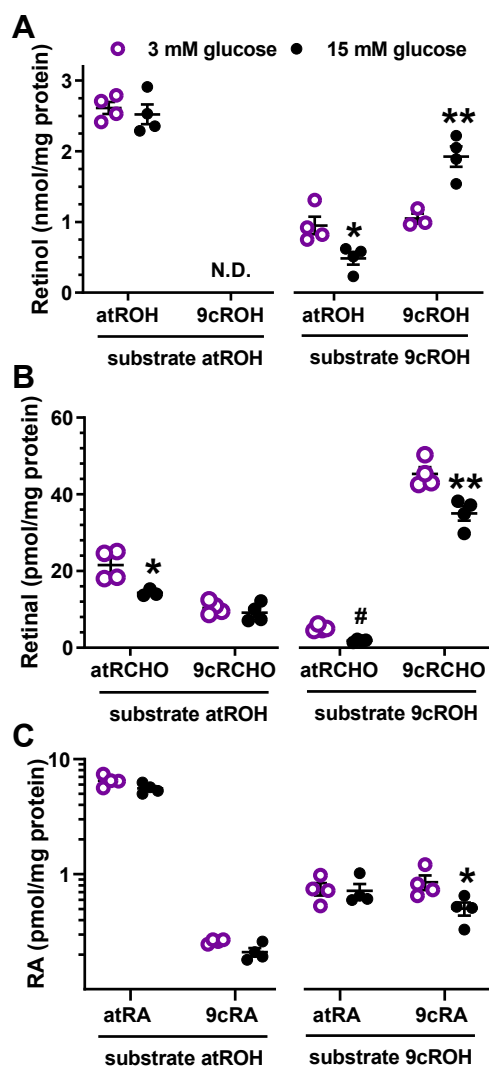 A
3 mM glucose 15 mM glucose
Retinol (nmol/mg protein)
3
2
1
0
**
*
N.D.
atROH 9cROH atROH 9cROH
substrate atROH substrate 9cROH
B
Retinal (pmol/mg protein)
60
40
20
0
**
*
#
atRCHO 9cRCHO atRCHO 9cRCHO
substrate atROH substrate 9cROH
C
RA (pmol/mg protein)
10
1
*
atRA 9cRA atRA 9cRA
substrate atROH substrate 9cROH